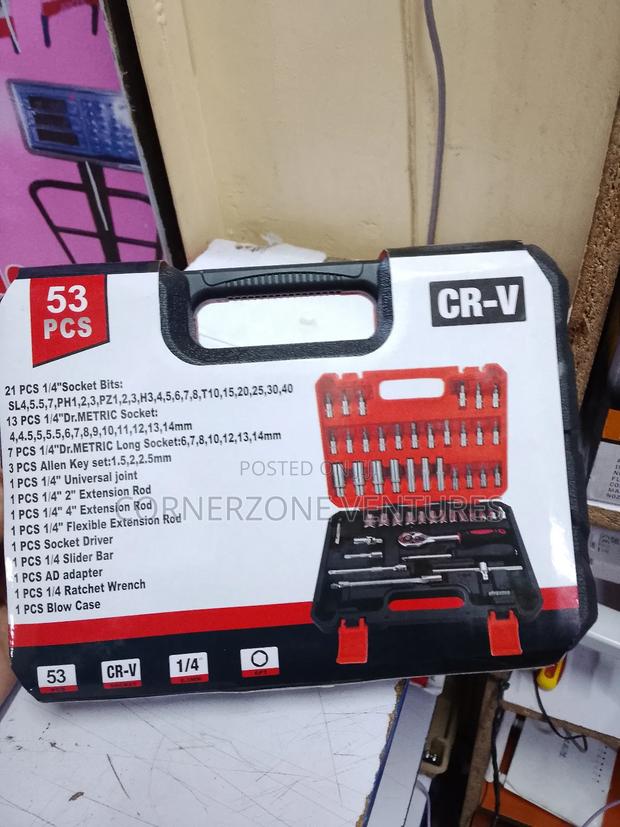 53
PCS
CR-V
21 PCS 1/4"Socket Bits:
SL4,5.5,7,PH1,2,3,PZ1,2,3,H3,4,5,6,7,8,T10,15,20,25,30,40
13 PCS 1/4"Dr.METRIC Socket:
4,4.5,5,5.5,6,7,8,9,10,11,12,13,14mm
7 PCS 1/4"Dr.METRIC Long Socket:6,7,8,10,12,13,14mm
3 PCS Allen Key set:1.5,2,2.5mm
1 PCS 1/4" Universal joint
1 PCS 1/4" 2" Extension Rod
1 PCS 1/4" 4" Extension Rod
1 PCS 1/4" Flexible Extension Rod
1 PCS Socket Driver
1 PCS 1/4 Slider Bar
1 PCS AD adapter
1 PCS 1/4 Ratchet Wrench
1 PCS Blow Case
POSTED ON
CORNERZONE VENTURES
53
PCS
CR-V
1/4"